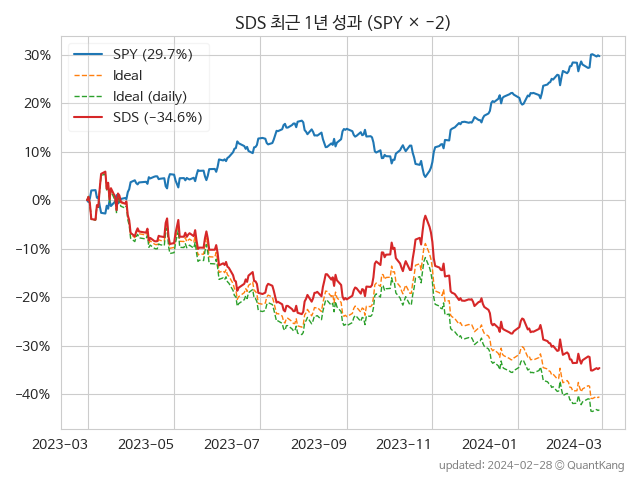 SDS 최근 1년 성과 (SPY × −2)
SPY (29.7%)
Ideal
Ideal (daily)
SDS (−34.6%)
30%
20%
10%
0%
−10%
−20%
−30%
−40%
2023-03 2023-05 2023-07 2023-09 2023-11 2024-01 2024-03
updated: 2024-02-28 © QuantKang